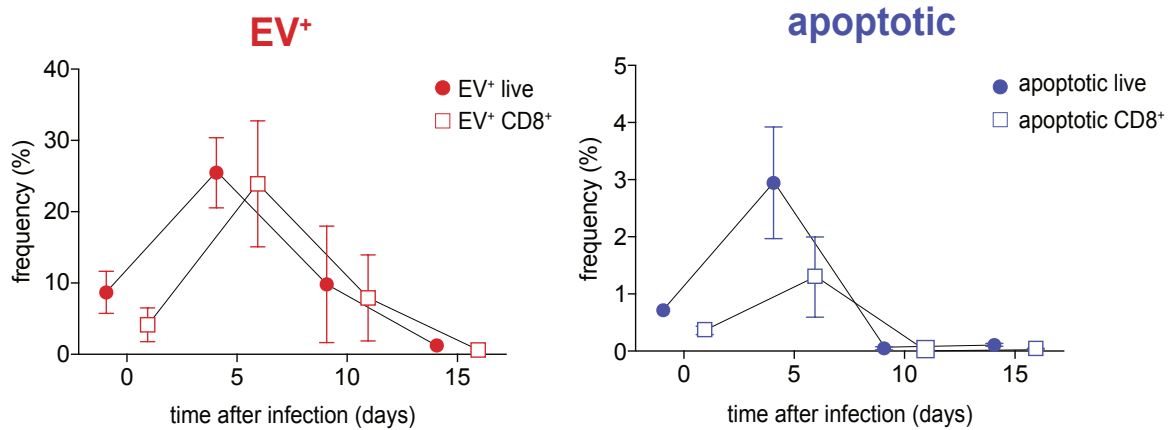 EV⁺
40
30
20
10
0
frequency (%)
EV⁺ live
EV⁺ CD8⁺
0 5 10 15
time after infection (days)
apoptotic
5
4
3
2
1
0
frequency (%)
apoptotic live
apoptotic CD8⁺
0 5 10 15
time after infection (days)